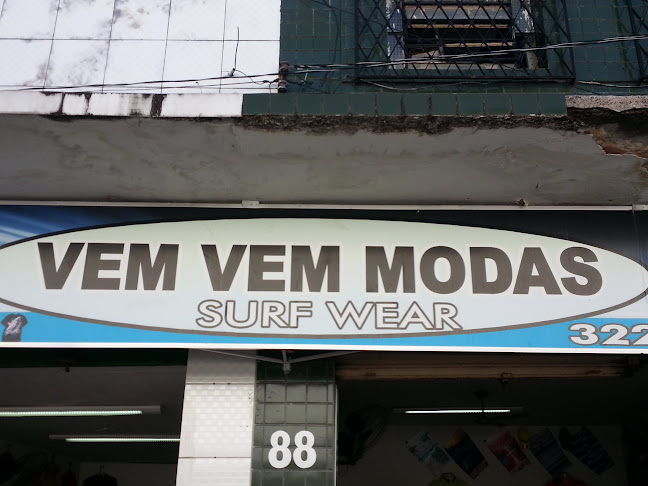 VEM VEM MODAS
SURF WEAR
322
88